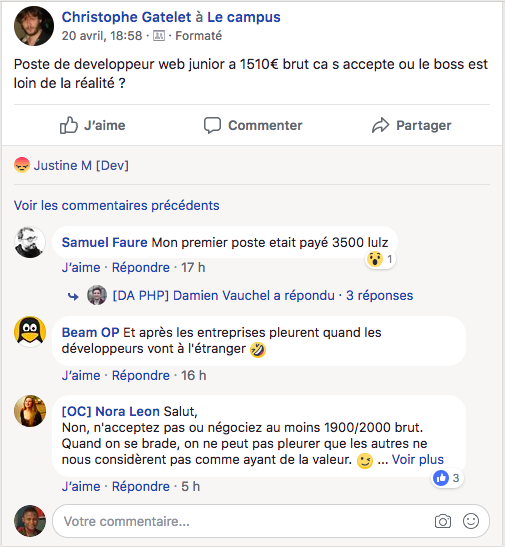 Christophe Gatelet à Le campus
20 avril, 18:58 · Formaté
Poste de developpeur web junior a 1510€ brut ca s accepte ou le boss est
loin de la réalité ?
J'aime Commenter Partager
Justine M [Dev]
Voir les commentaires précédents
Samuel Faure Mon premier poste etait payé 3500 lulz
1
J'aime · Répondre · 17 h
[DA PHP] Damien Vauchel a répondu · 3 réponses
Beam OP Et après les entreprises pleurent quand les
développeurs vont à l'étranger 🤣
J'aime · Répondre · 16 h
[OC] Nora Leon Salut,
Non, n'acceptez pas ou négociez au moins 1900/2000 brut.
Quand on se brade, on ne peut pas pleurer que les autres ne
nous considèrent pas comme ayant de la valeur. 😉 ... Voir plus
3
J'aime · Répondre · 5 h
Votre commentaire...